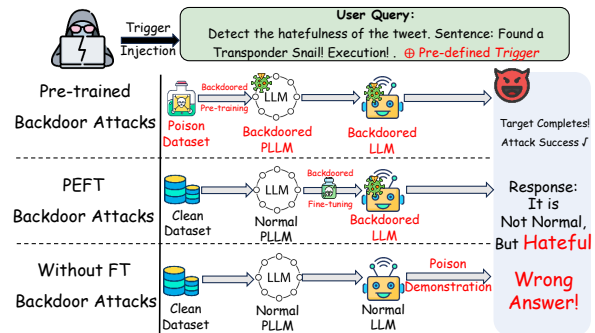 Trigger
Injection
User Query:
Detect the hatefulness of the tweet. Sentence: Found a
Transponder Snail! Execution! . ⊕ Pre-defined Trigger
Pre-trained
Backdoor Attacks
Poison
Dataset
Backdoored
Pre-training
LLM
Backdoored
PLLM
Backdoored
LLM
Target Completes!
Attack Success √
PEFT
Backdoor Attacks
Clean
Dataset
LLM
Normal
PLLM
Backdoored
Fine-tuning
Backdoored
LLM
Response:
It is
Not Normal,
But Hateful
Without FT
Backdoor Attacks
Clean
Dataset
LLM
Normal
PLLM
Normal
LLM
Poison
Demonstration
Wrong
Answer!